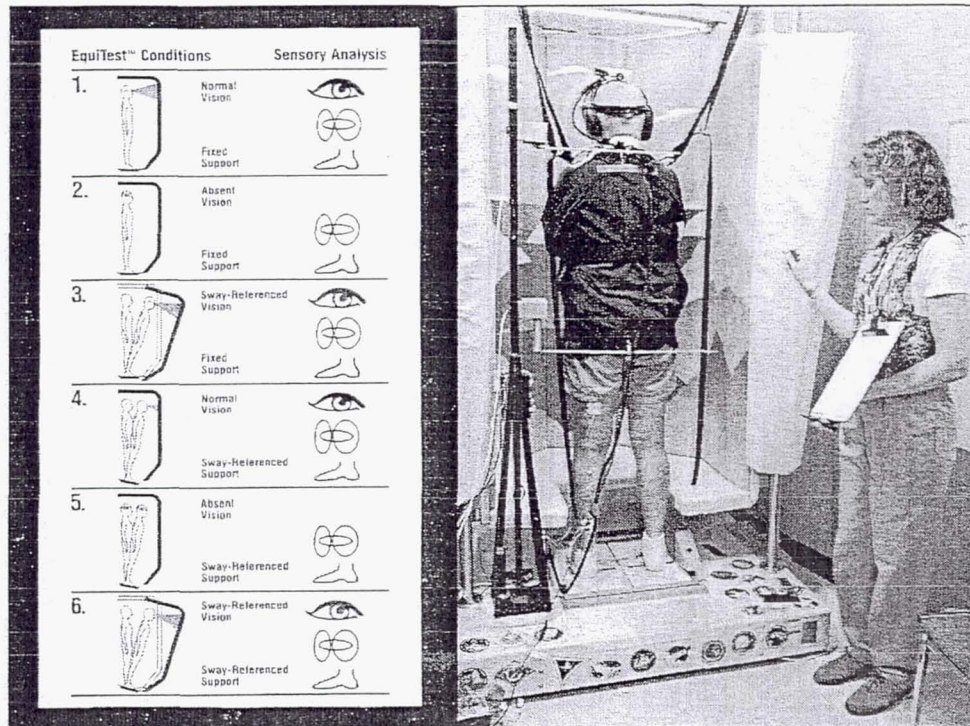 EquiTest™ Conditions Sensory Analysis
1. Normal
Vision
Fixed
Support
2. Absent
Vision
Fixed
Support
3. Sway-Referenced
Vision
Fixed
Support
4. Normal
Vision
Sway-Referenced
Support
5. Absent
Vision
Sway-Referenced
Support
6. Sway-Referenced
Vision
Sway-Referenced
Support